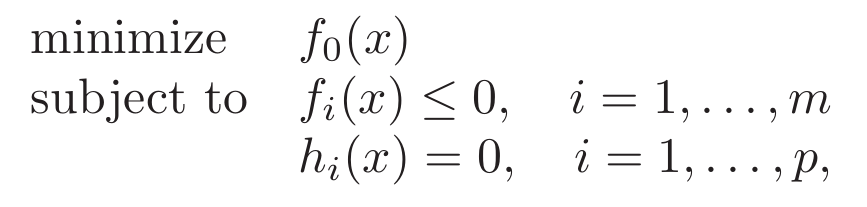 minimize f₀(x)
subject to fᵢ(x) ≤ 0, i = 1, . . . , m
hᵢ(x) = 0, i = 1, . . . , p,